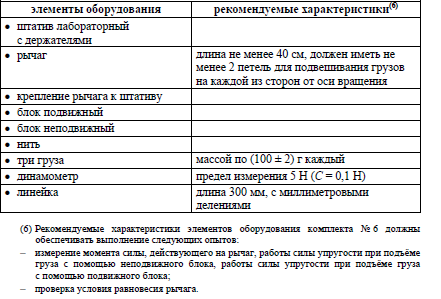 элементы оборудования рекомендуемые характеристики(6)
• штатив лабораторный
с держателями
• рычаг длина не менее 40 см, должен иметь не
менее 2 петель для подвешивания грузов
на каждой из сторон от оси вращения
• крепление рычага к штативу
• блок подвижный
• блок неподвижный
• нить
• три груза массой по (100 ± 2) г каждый
• динамометр предел измерения 5 Н (С = 0,1 Н)
• линейка длина 300 мм, с миллиметровыми
делениями
(6) Рекомендуемые характеристики элементов оборудования комплекта № 6 должны
обеспечивать выполнение следующих опытов:
– измерение момента силы, действующего на рычаг, работы силы упругости при подъёме
груза с помощью неподвижного блока, работы силы упругости при подъёме груза
с помощью подвижного блока;
– проверка условия равновесия рычага.